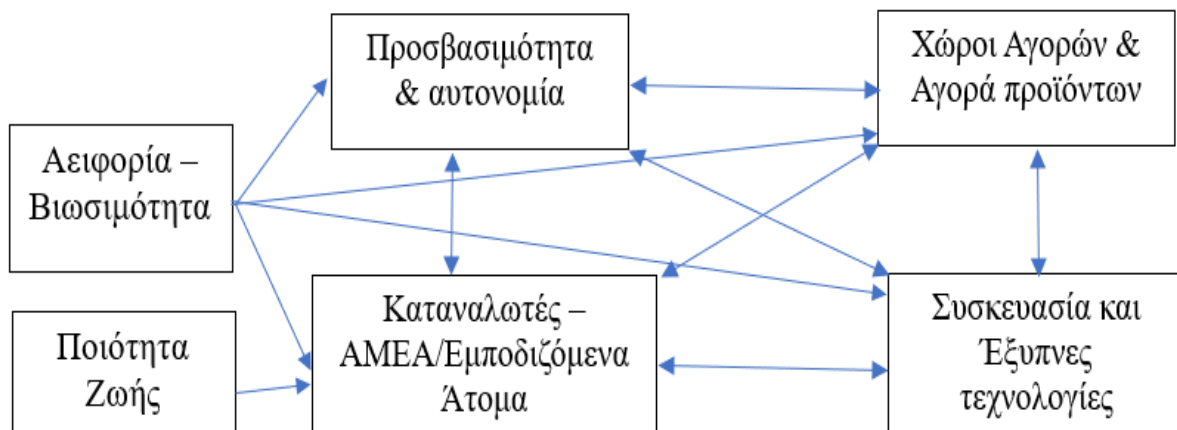 Προσβασιμότητα
& αυτονομία
Χώροι Αγορών &
Αγορά προϊόντων
Αειφορία –
Βιωσιμότητα
Ποιότητα
Ζωής
Καταναλωτές –
ΑΜΕΑ/Εμποδιζόμενα
Άτομα
Συσκευασία και
Έξυπνες
τεχνολογίες